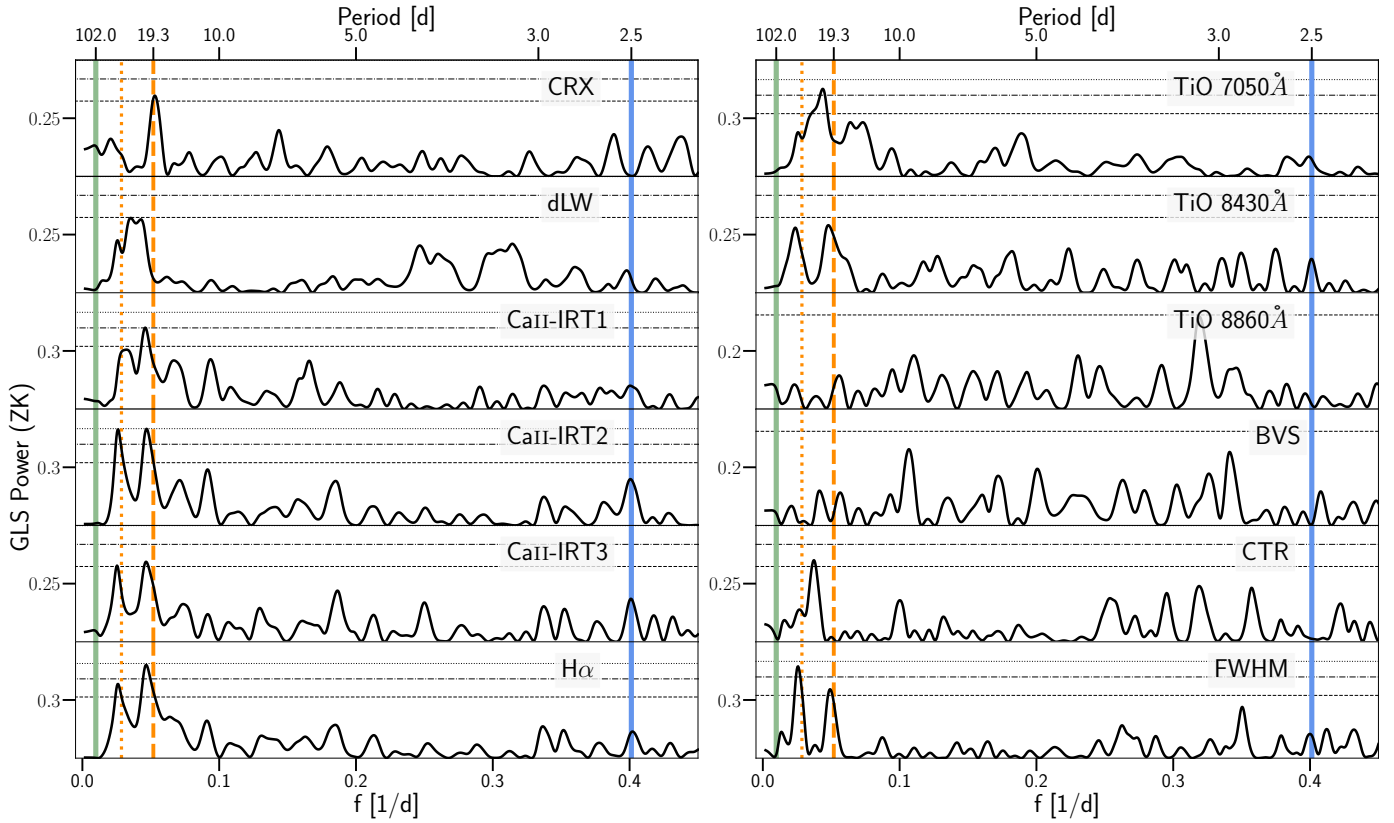 Period [d]
102.0 19.3 10.0 5.0 3.0 2.5
CRX
0.25
dLW
0.25
CaII-IRT1
0.3
CaII-IRT2
0.3
CaII-IRT3
0.25
Hα
0.3
0.0 0.1 0.2 0.3 0.4
f [1/d]
GLS Power (ZK)
Period [d]
102.0 19.3 10.0 5.0 3.0 2.5
TiO 7050Å
0.3
TiO 8430Å
0.25
TiO 8860Å
0.2
BVS
0.2
CTR
0.25
FWHM
0.3
0.0 0.1 0.2 0.3 0.4
f [1/d]